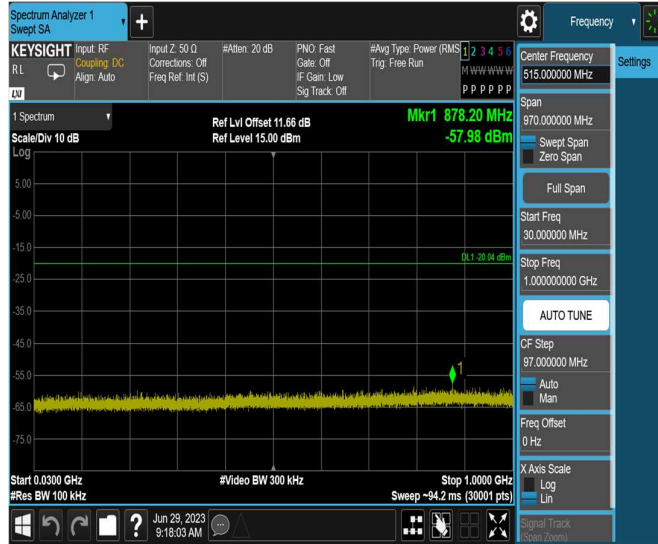 Spectrum Analyzer 1
Swept SA
Frequency
KEYSIGHT
R L
LXI
Input: RF
Coupling: DC
Align: Auto
Input Z: 50 Ω
Corrections: Off
Freq Ref: Int (S)
#Atten: 20 dB
PNO: Fast
Gate: Off
IF Gain: Low
Sig Track: Off
#Avg Type: Power (RMS
Trig: Free Run
1 2 3 4 5 6
M W W W W W
P P P P P P
1 Spectrum
Scale/Div 10 dB
Log
Ref Lvl Offset 11.66 dB
Ref Level 15.00 dBm
Mkr1 878.20 MHz
-57.98 dBm
5.00
-5.00
-15.0
DL1 -20.04 dBm
-25.0
-35.0
-45.0
-55.0
1
-65.0
-75.0
Start 0.0300 GHz
#Res BW 100 kHz
#Video BW 300 kHz
Stop 1.0000 GHz
Sweep ~94.2 ms (30001 pts)
Jun 29, 2023
9:18:03 AM
Center Frequency
515.000000 MHz
Settings
Span
970.000000 MHz
Swept Span
Zero Span
Full Span
Start Freq
30.000000 MHz
Stop Freq
1.000000000 GHz
AUTO TUNE
CF Step
97.000000 MHz
Auto
Man
Freq Offset
0 Hz
X Axis Scale
Log
Lin
Signal Track
(Span Zoom)